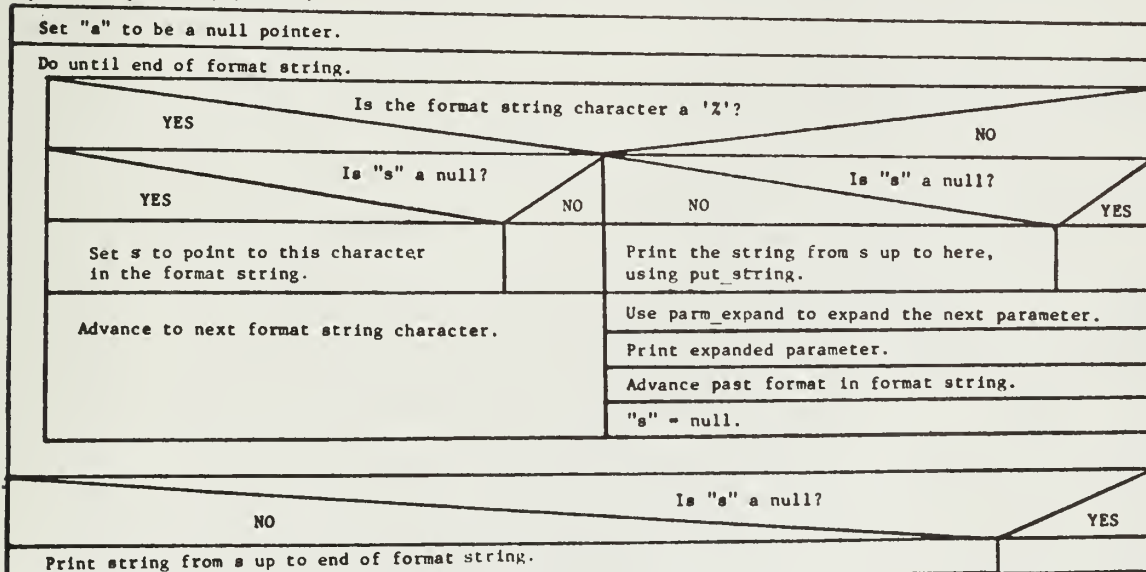 Set "s" to be a null pointer.
Do until end of format string.
Is the format string character a '%'?
YES
NO
Is "s" a null?
YES
NO
Is "s" a null?
NO
YES
Set s to point to this character
in the format string.
Print the string from s up to here,
using put_string.
Advance to next format string character.
Use parm_expand to expand the next parameter.
Print expanded parameter.
Advance past format in format string.
"s" = null.
Is "s" a null?
NO
YES
Print string from s up to end of format string.